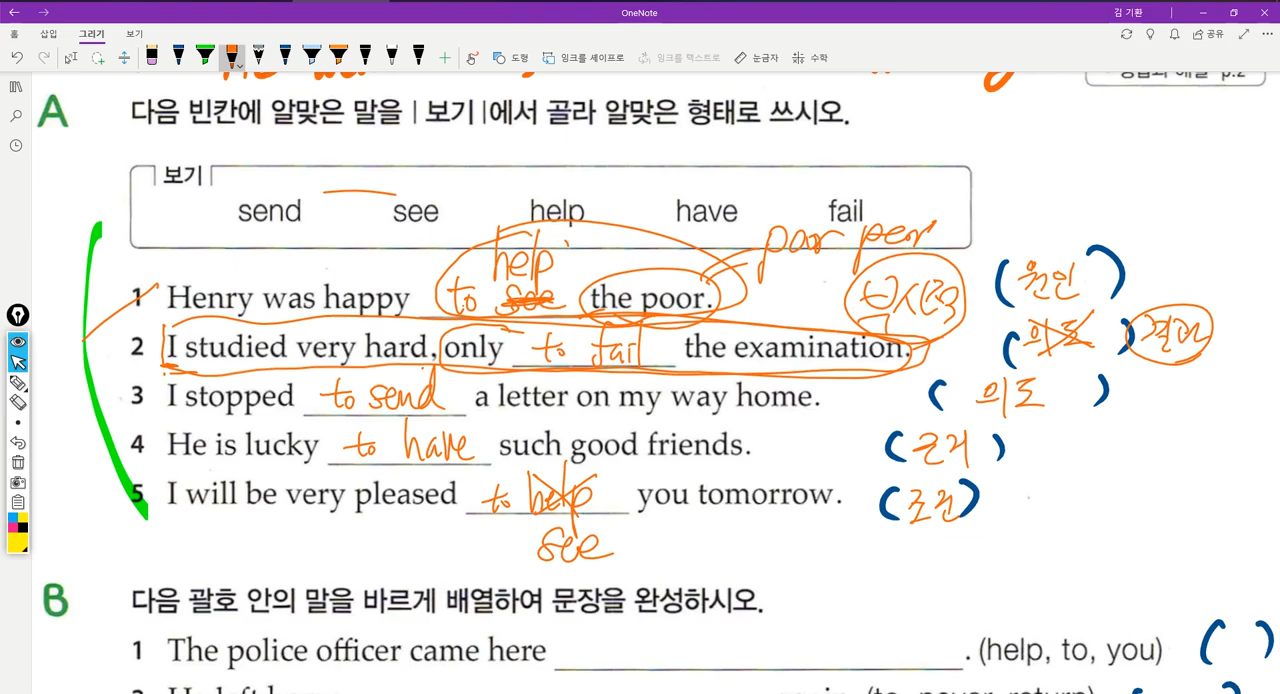 OneNote
김 기환
홈 삽입 그리기 보기
공유
도형 잉크를 셰이프로 잉크를 텍스트로 눈금자 수학
A 다음 빈칸에 알맞은 말을 | 보기 |에서 골라 알맞은 형태로 쓰시오.
보기
send see help have fail
help
poor
1 Henry was happy to see the poor. (원인)
2 I studied very hard, only to fail the examination. (의도) 결과
3 I stopped to send a letter on my way home. (의도)
4 He is lucky to have such good friends. (근거)
5 I will be very pleased to help you tomorrow. (조건)
see
B 다음 괄호 안의 말을 바르게 배열하여 문장을 완성하시오.
1 The police officer came here . (help, to, you) ( )